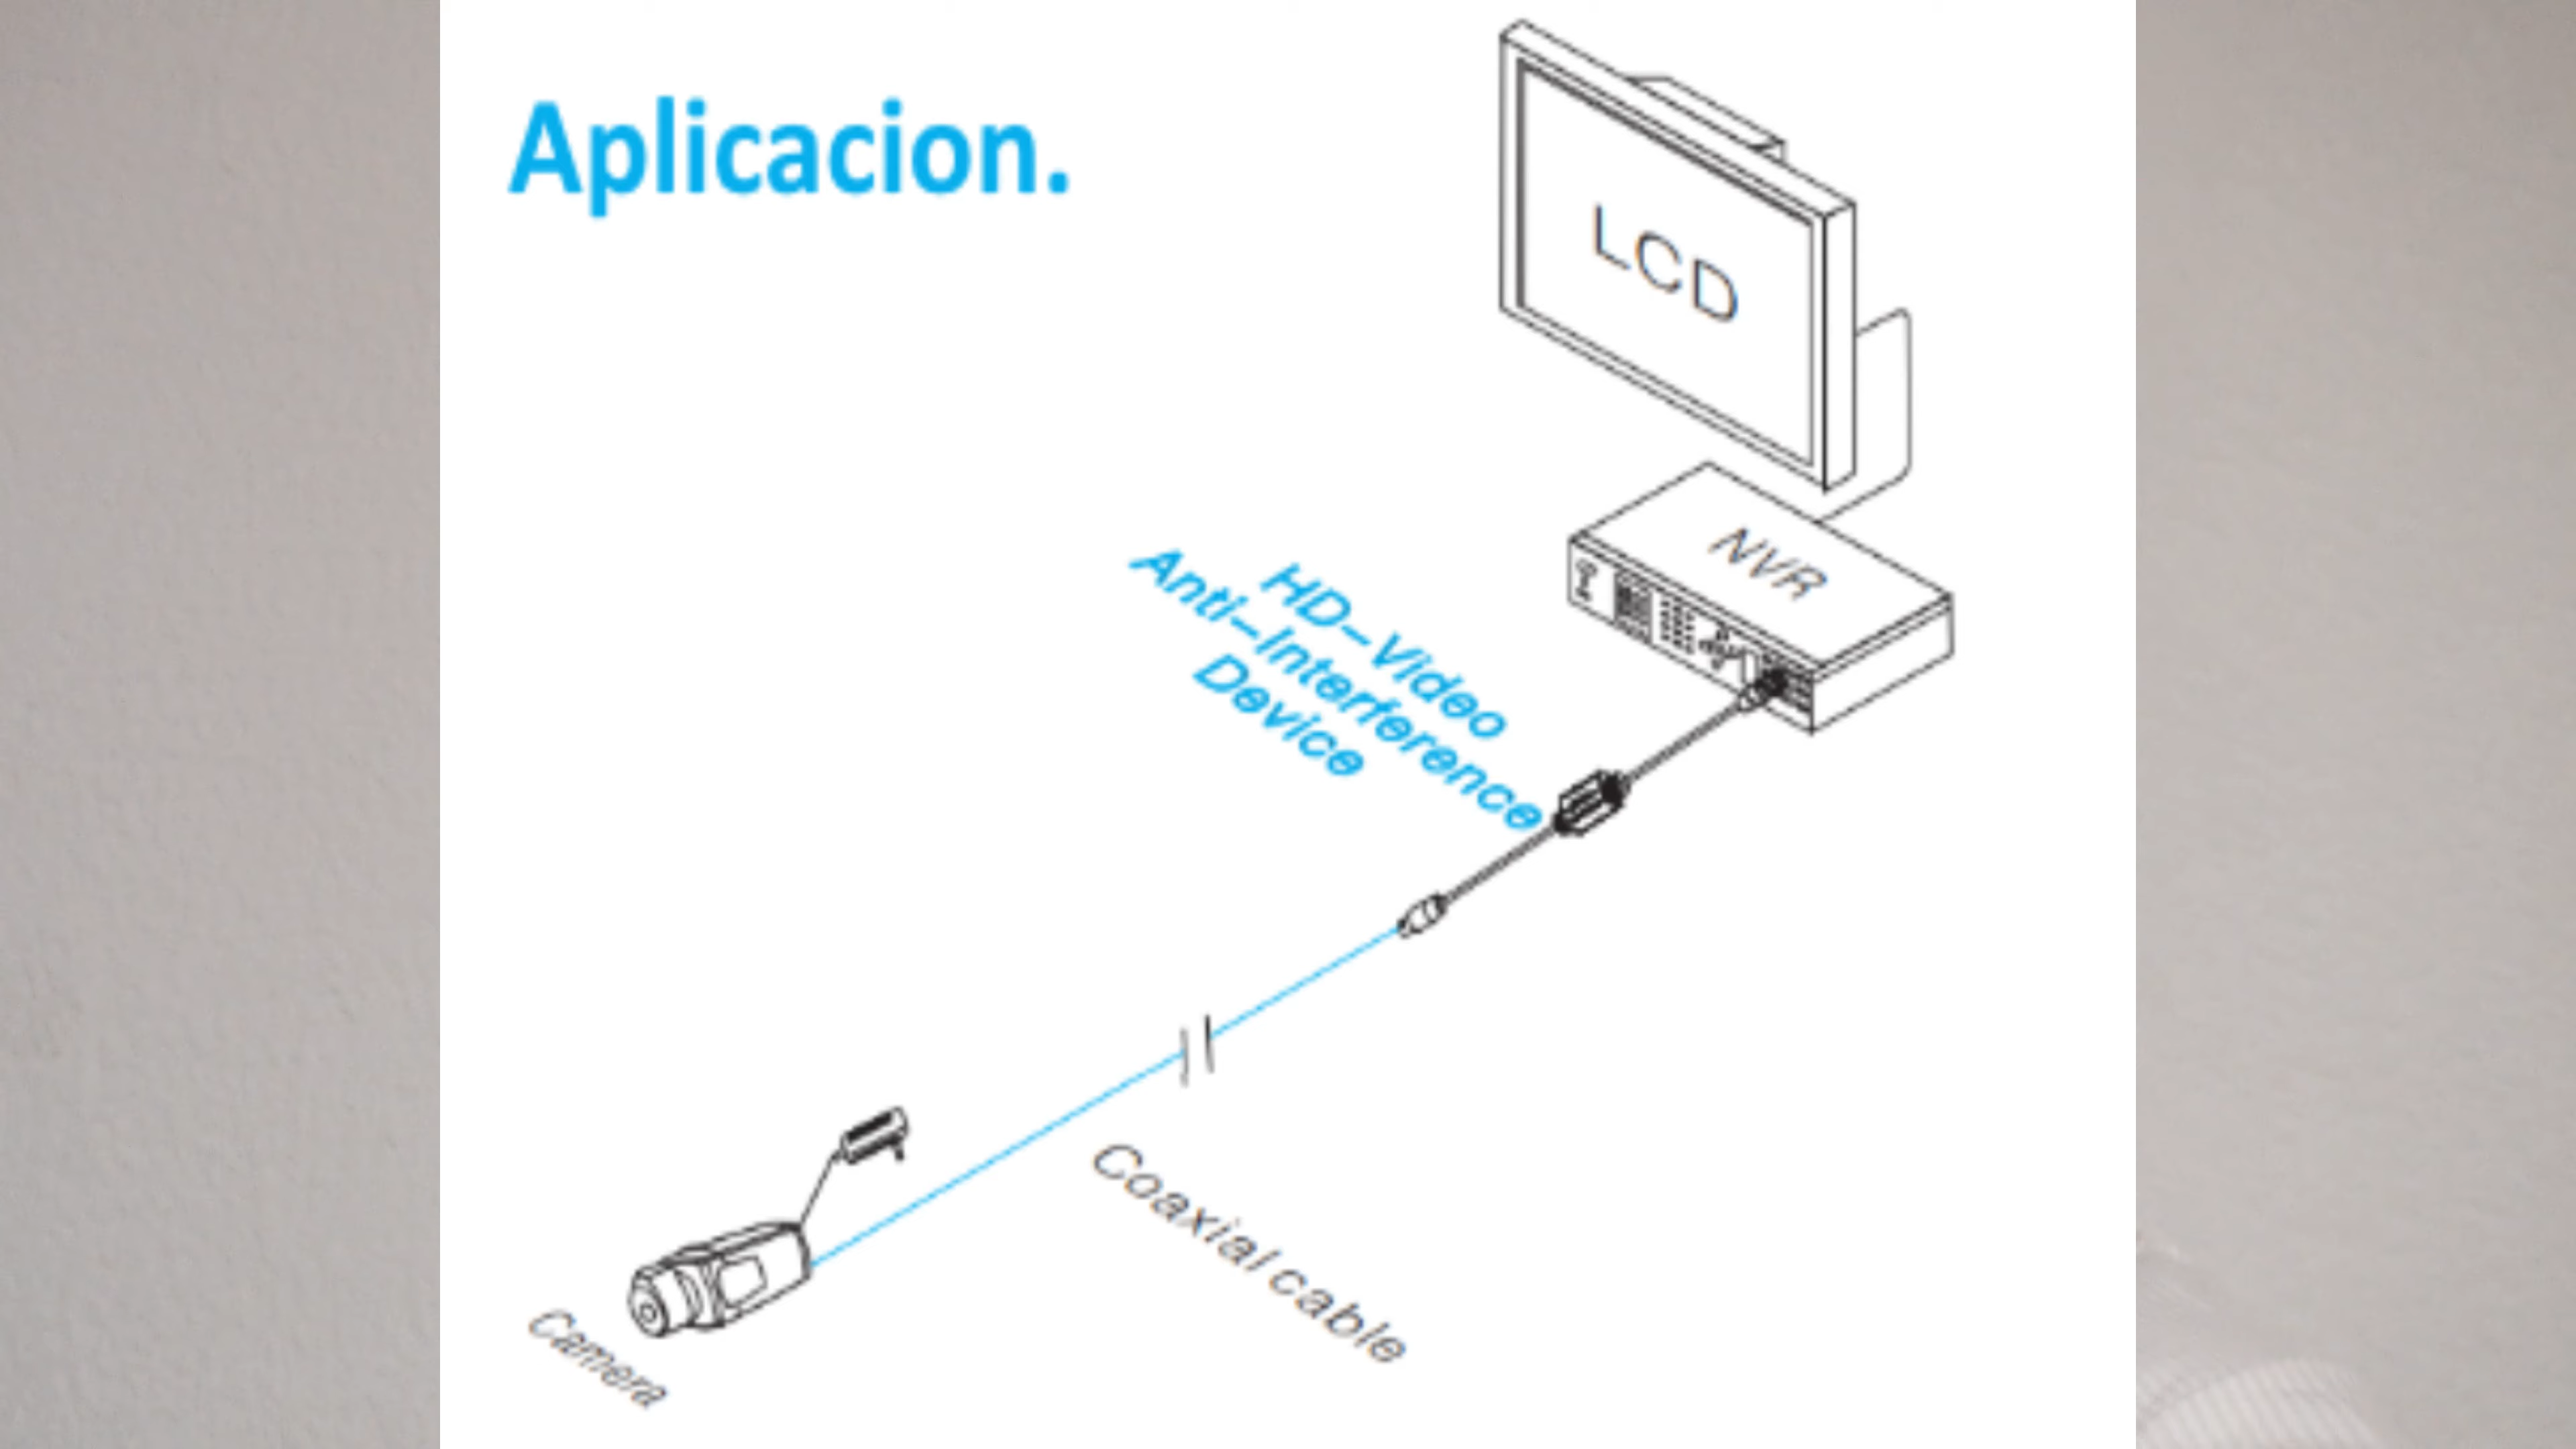 Aplicacion.
LCD
NVR
HD-Video
Anti-Interference
Device
Coaxial cable
Camera